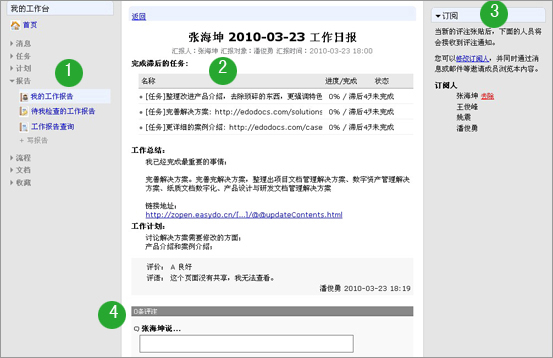 我的工作台
首页
消息
任务
计划
报告
我的工作报告
待我检查的工作报告
工作报告查询
+ 写报告
流程
文档
收藏
1
返回
张海坤 2010-03-23 工作日报
汇报人：张海坤 汇报对象：潘俊勇 汇报时间：2010-03-23 18:00
完成滞后的任务：
2
名称 进度/完成 状态
[任务]整理改进产品介绍，去除琐碎的东西，更强调特色 0% / 滞后4天 未完成
[任务]完善解决方案：http://edodocs.com/solutions 0% / 滞后4天 未完成
[任务]更详细的案例介绍：http://edodocs.com/case 0% / 滞后4天 未完成
工作总结：
我已经完成最重要的事情：
完善解决方案。完善完解决方案，整理出项目文档管理解决方案、数字资产管理解决
方案、纸质文档数字化、产品设计与研发文档管理解决方案
链接地址：
http://zopen.easydo.cn/[...]/@@updateContents.html
工作计划：
讨论解决方案需要修改的方面；
产品介绍和案例介绍；
评价： A 良好
评语： 这个页面没有共享，我无法查看。
潘俊勇 2010-03-23 18:19
4
0条评注
张海坤说...
3
订阅
当新的评注张贴后，下面的人员将
会接收到评注通知。
您可以修改订阅人，并同时通过消
息或邮件等邀请成员浏览本内容。
订阅人
张海坤 去除
王俊峰
姚震
潘俊勇